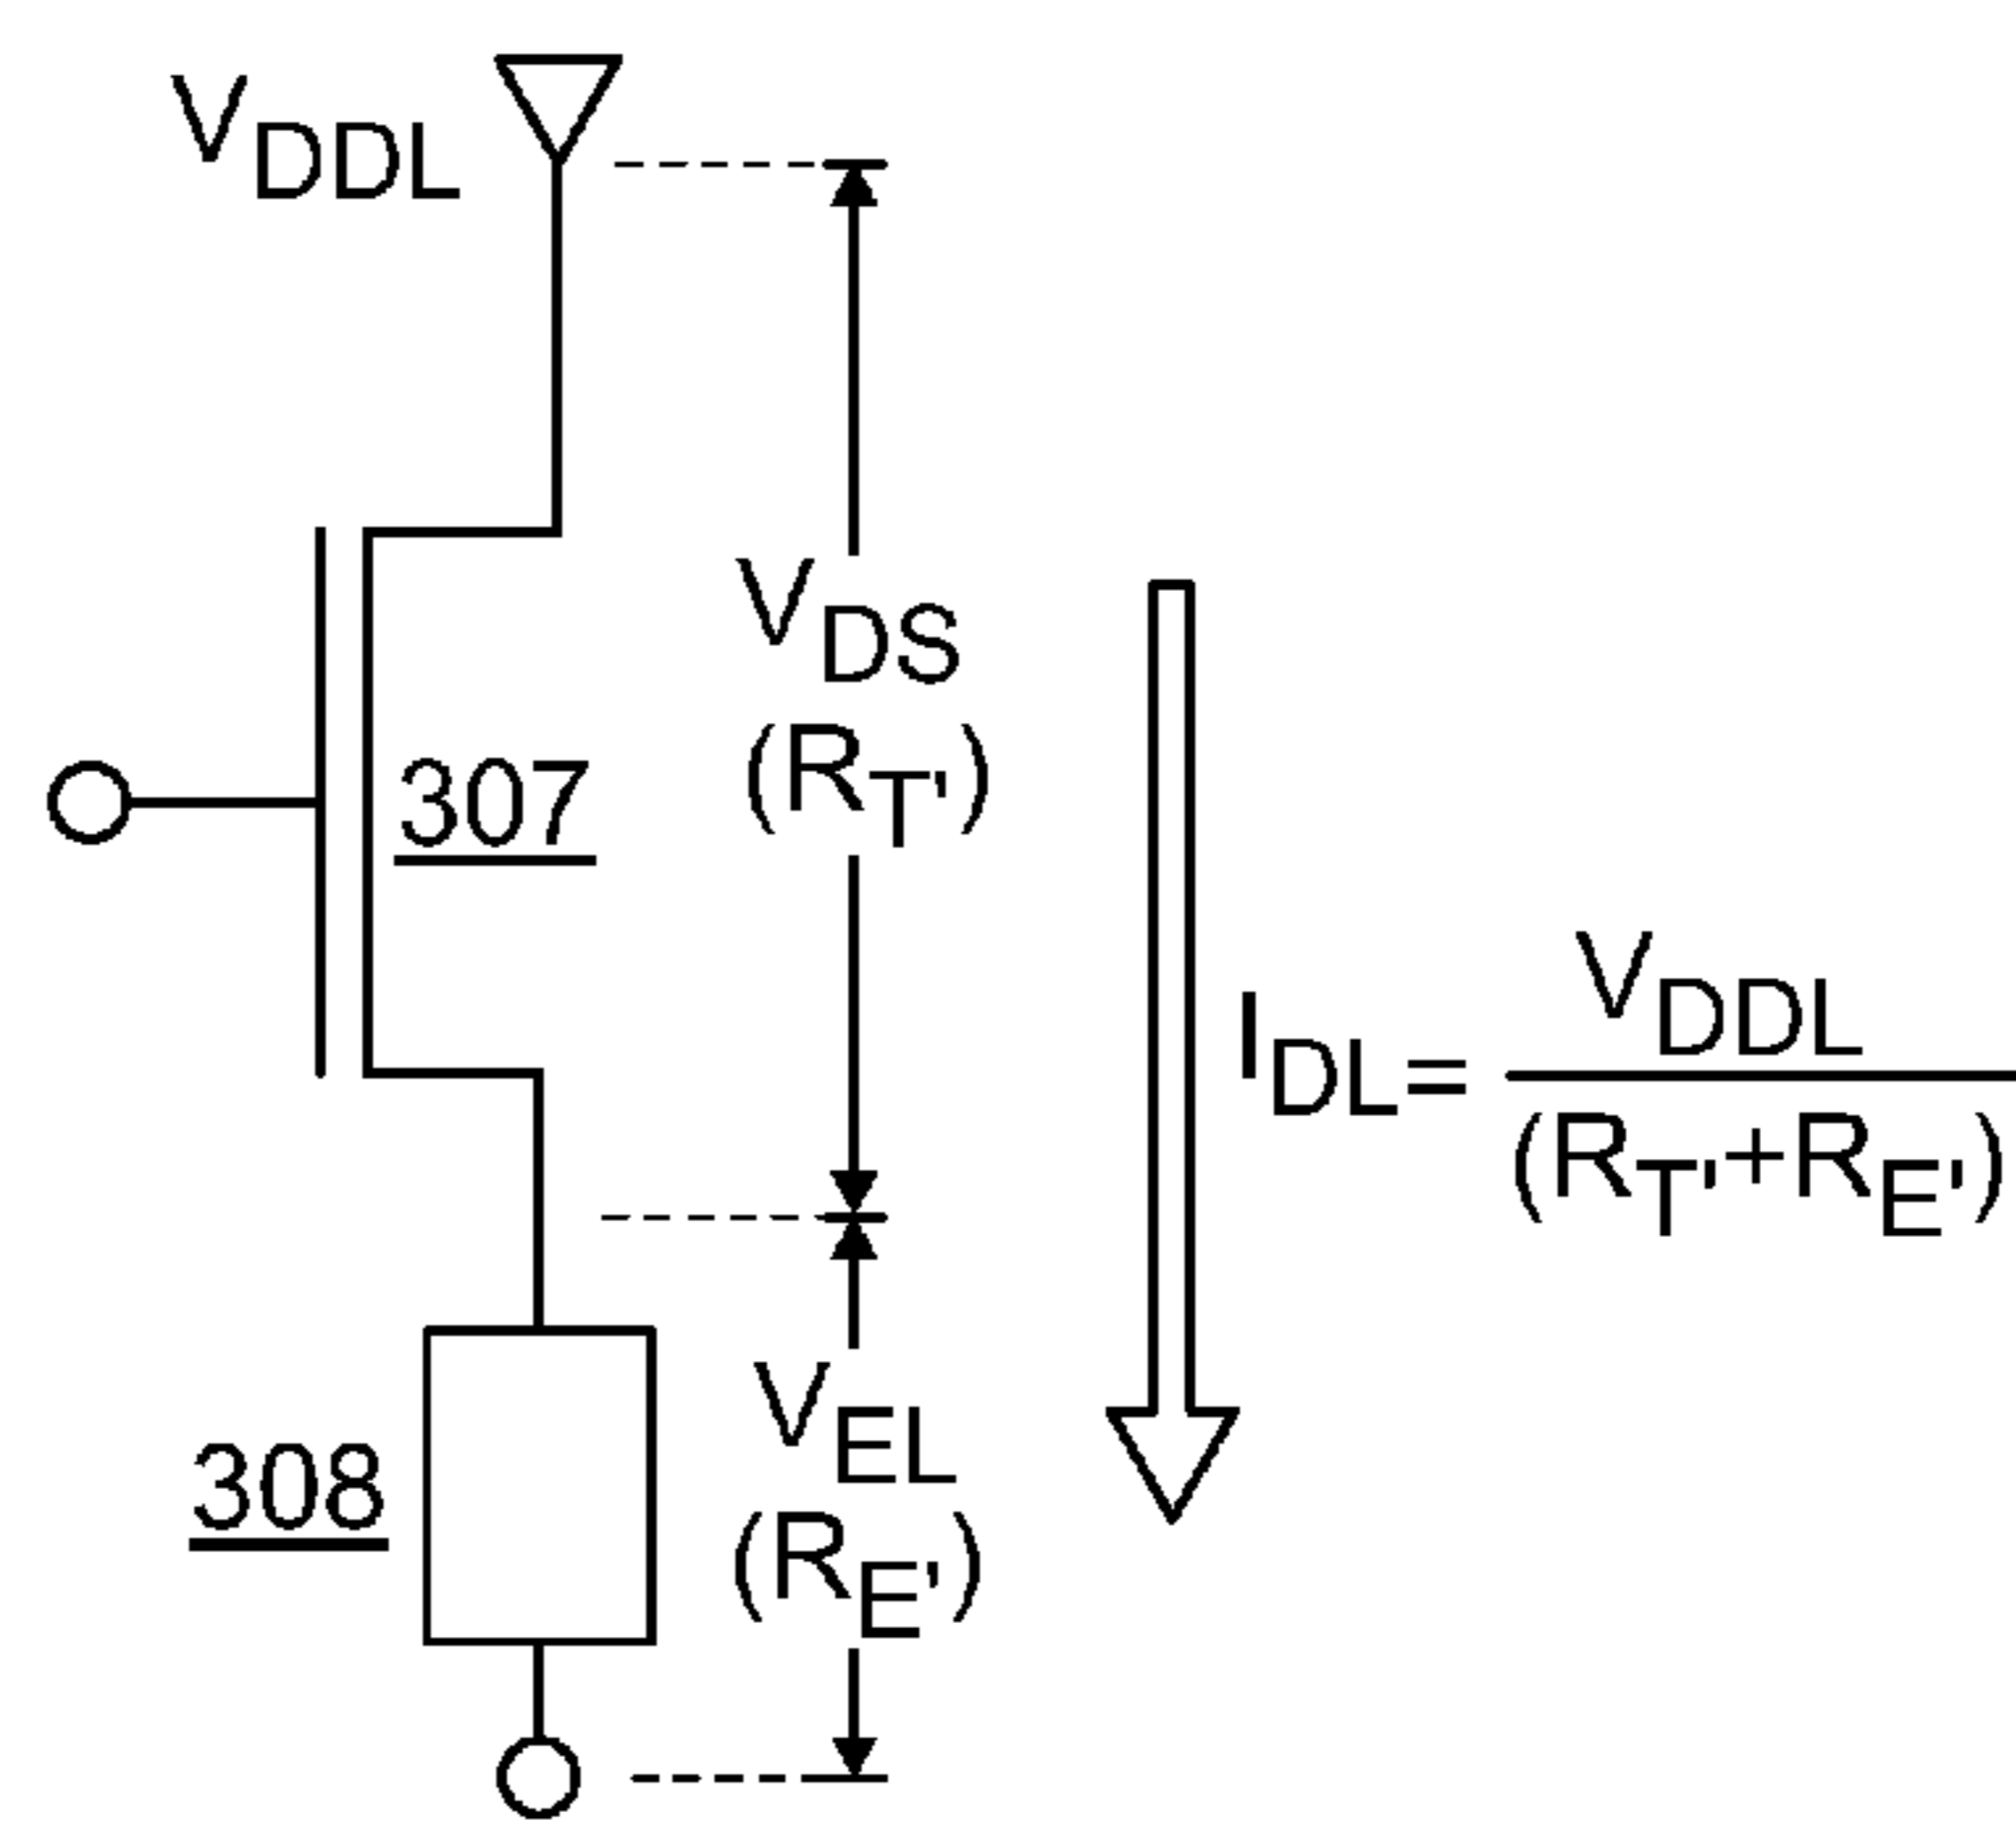 VDDL
VDS
(RT')
307
IDL= VDDL
(RT'+RE')
VEL
(RE')
308